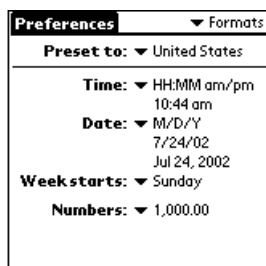 Preferences ▼ Formats
Preset to: ▼ United States
Time: ▼ HH:MM am/pm
10:44 am
Date: ▼ M/D/Y
7/24/02
Jul 24, 2002
Week starts: ▼ Sunday
Numbers: ▼ 1,000.00